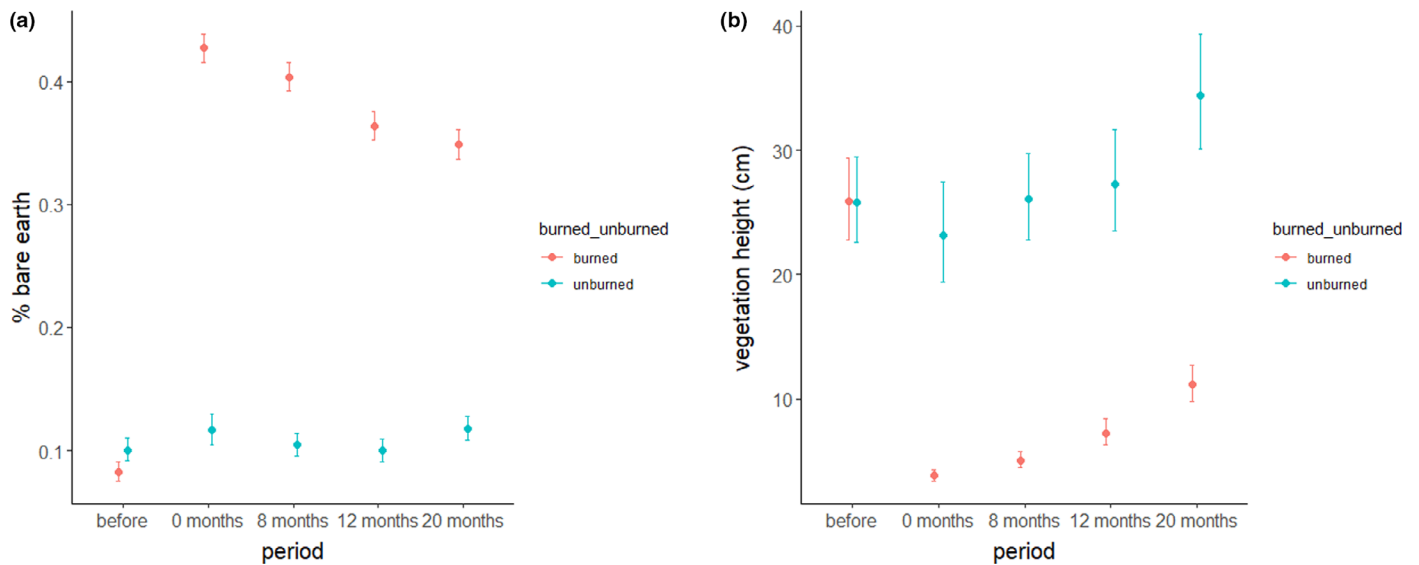 (a)
% bare earth
0.4
0.3
0.2
0.1
before 0 months 8 months 12 months 20 months
period
burned_unburned
burned
unburned
(b)
vegetation height (cm)
40
30
20
10
before 0 months 8 months 12 months 20 months
period
burned_unburned
burned
unburned